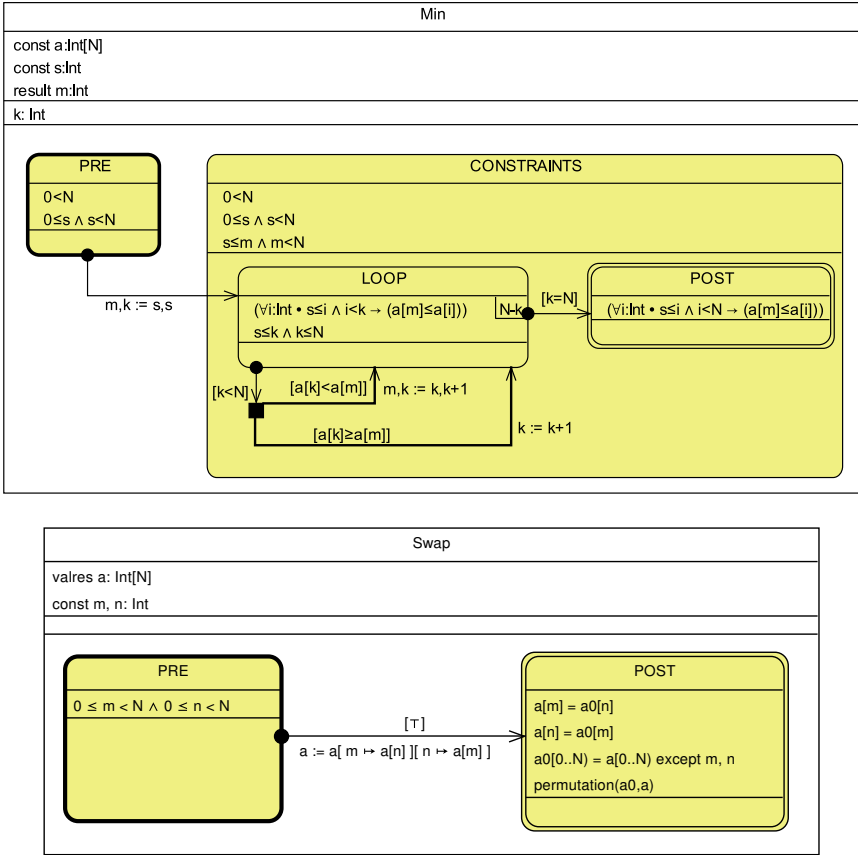 Min
const a:Int[N]
const s:Int
result m:Int
k: Int
PRE
0<N
0≤s ∧ s<N
m,k := s,s
CONSTRAINTS
0<N
0≤s ∧ s<N
s≤m ∧ m<N
LOOP
(∀i:Int • s≤i ∧ i<k → (a[m]≤a[i]))
s≤k ∧ k≤N
N-k
[k=N]
POST
(∀i:Int • s≤i ∧ i<N → (a[m]≤a[i]))
[k<N]
[a[k]<a[m]]
m,k := k,k+1
[a[k]≥a[m]]
k := k+1
Swap
valres a: Int[N]
const m, n: Int
PRE
0 ≤ m < N ∧ 0 ≤ n < N
[⊤]
a := a[ m ↦ a[n] ][ n ↦ a[m] ]
POST
a[m] = a0[n]
a[n] = a0[m]
a0[0..N) = a[0..N) except m, n
permutation(a0,a)